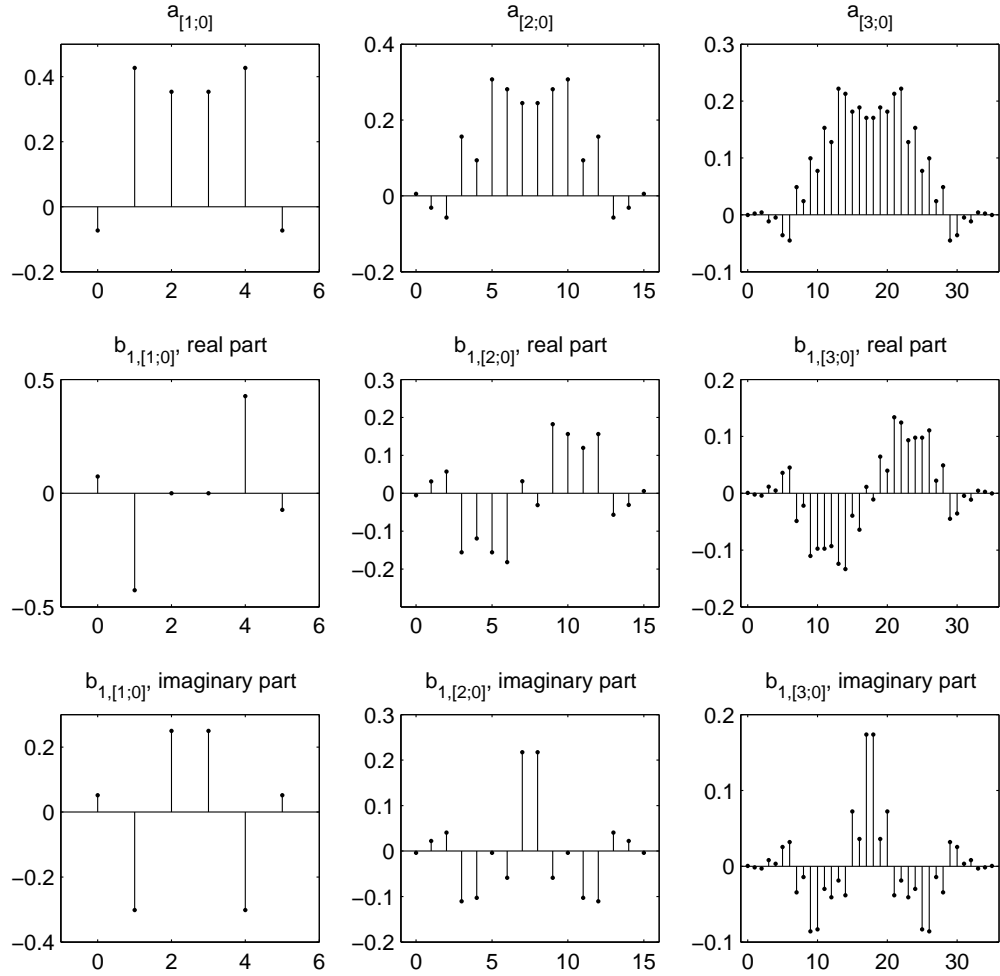 a[1;0] a[2;0] a[3;0]
0.4 0.2 0 −0.2
0 2 4 6
0.4 0.2 0 −0.2
0 5 10 15
0.3 0.2 0.1 0 −0.1
0 10 20 30
b1,[1;0], real part b1,[2;0], real part b1,[3;0], real part
0.5 0 −0.5
0 2 4 6
0.3 0.2 0.1 0 −0.1 −0.2
0 5 10 15
0.2 0.1 0 −0.1 −0.2
0 10 20 30
b1,[1;0], imaginary part b1,[2;0], imaginary part b1,[3;0], imaginary part
0.2 0 −0.2 −0.4
0 2 4 6
0.3 0.2 0.1 0 −0.1 −0.2
0 5 10 15
0.2 0.1 0 −0.1
0 10 20 30